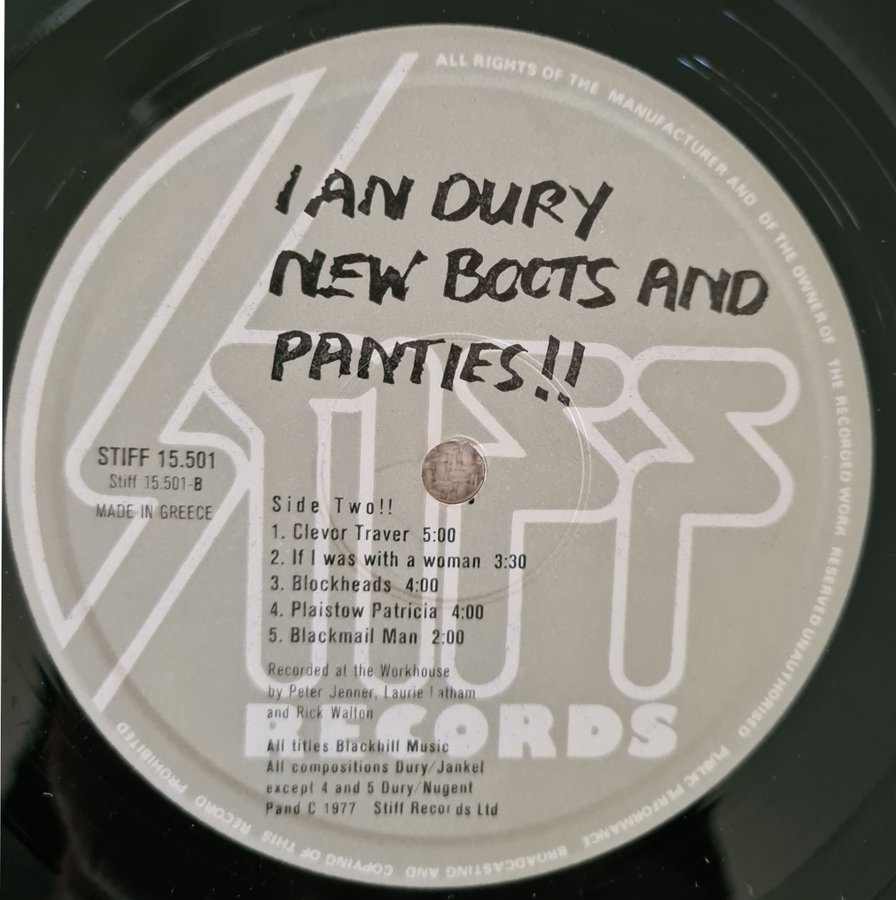 ALL RIGHTS OF THE MANUFACTURER AND OF THE OWNER OF THE RECORDED WORK RESERVED UNAUTHORISED PUBLIC PERFORMANCE BROADCASTING AND COPYING OF THIS RECORD PROHIBITED
IAN DURY
NEW BOOTS AND
PANTIES!!
STIFF
RECORDS
STIFF 15.501
Stiff 15.501-B
MADE IN GREECE
Side Two!!
1. Clevor Traver 5:00
2. If I was with a woman 3:30
3. Blockheads 4:00
4. Plaistow Patricia 4:00
5. Blackmail Man 2:00
Recorded at the Workhouse
by Peter Jenner, Laurie Latham
and Rick Walton
All titles Blackhill Music
All compositions Dury/Jankel
except 4 and 5 Dury/Nugent
P and C 1977 Stiff Records Ltd